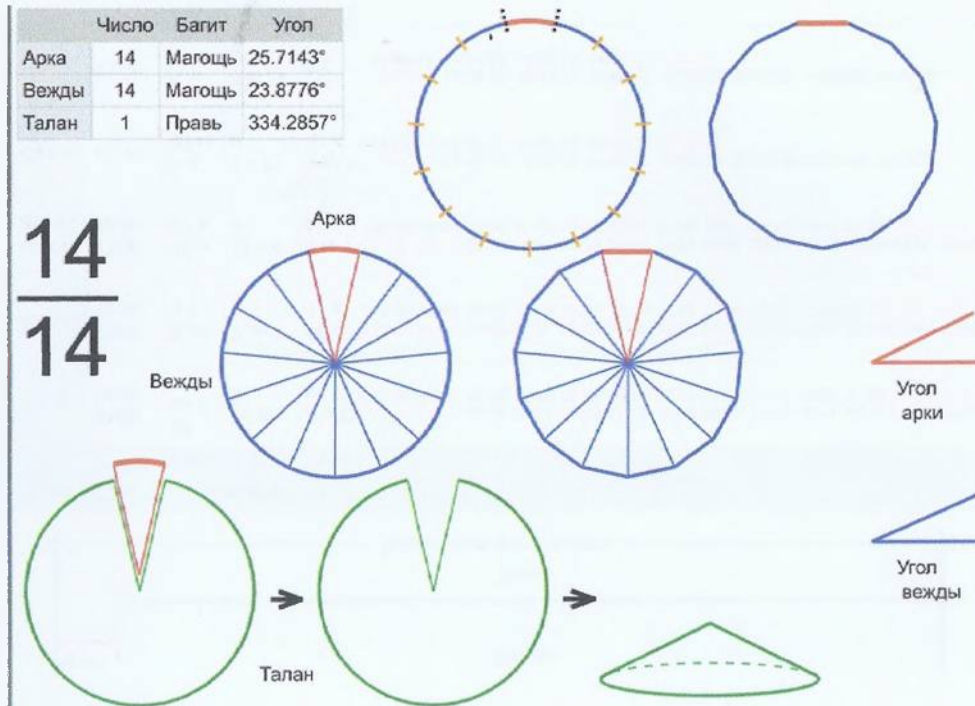 Число Багит Угол
Арка 14 Магощь 25.7143°
Вежды 14 Магощь 23.8776°
Талан 1 Правь 334.2857°
14
14
Арка
Вежды
Угол
арки
Угол
вежды
Талан